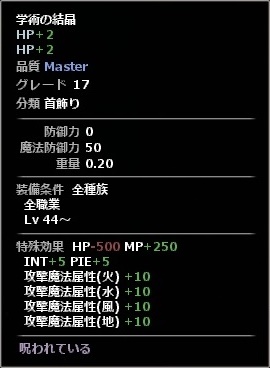 学術の結晶
HP+2
HP+2
品質 Master
グレード 17
分類 首飾り
防御力 0
魔法防御力 50
重量 0.20
装備条件 全種族
全職業
Lv 44～
特殊効果 HP-500 MP+250
INT+5 PIE+5
攻撃魔法属性(火) +10
攻撃魔法属性(水) +10
攻撃魔法属性(風) +10
攻撃魔法属性(地) +10
呪われている